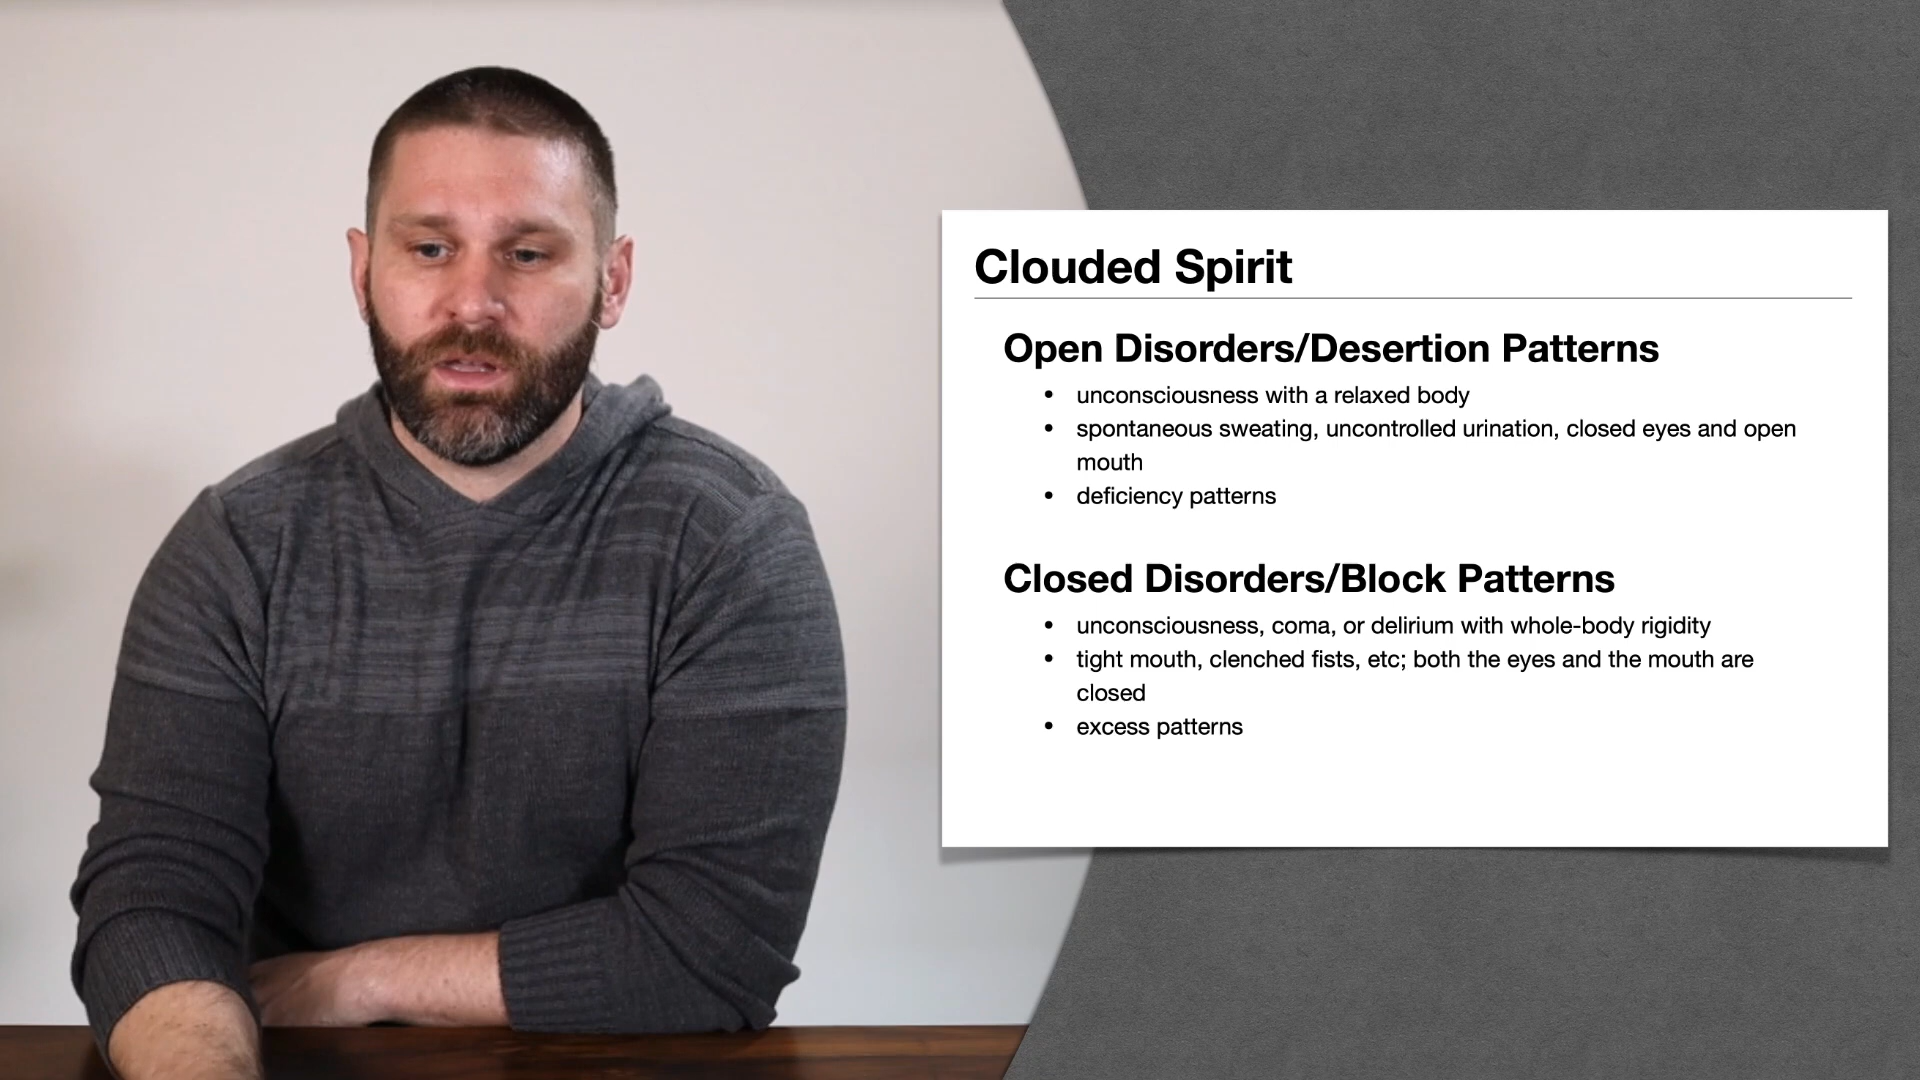 Clouded Spirit
Open Disorders/Desertion Patterns
• unconsciousness with a relaxed body
• spontaneous sweating, uncontrolled urination, closed eyes and open
mouth
• deficiency patterns
Closed Disorders/Block Patterns
• unconsciousness, coma, or delirium with whole-body rigidity
• tight mouth, clenched fists, etc; both the eyes and the mouth are
closed
• excess patterns